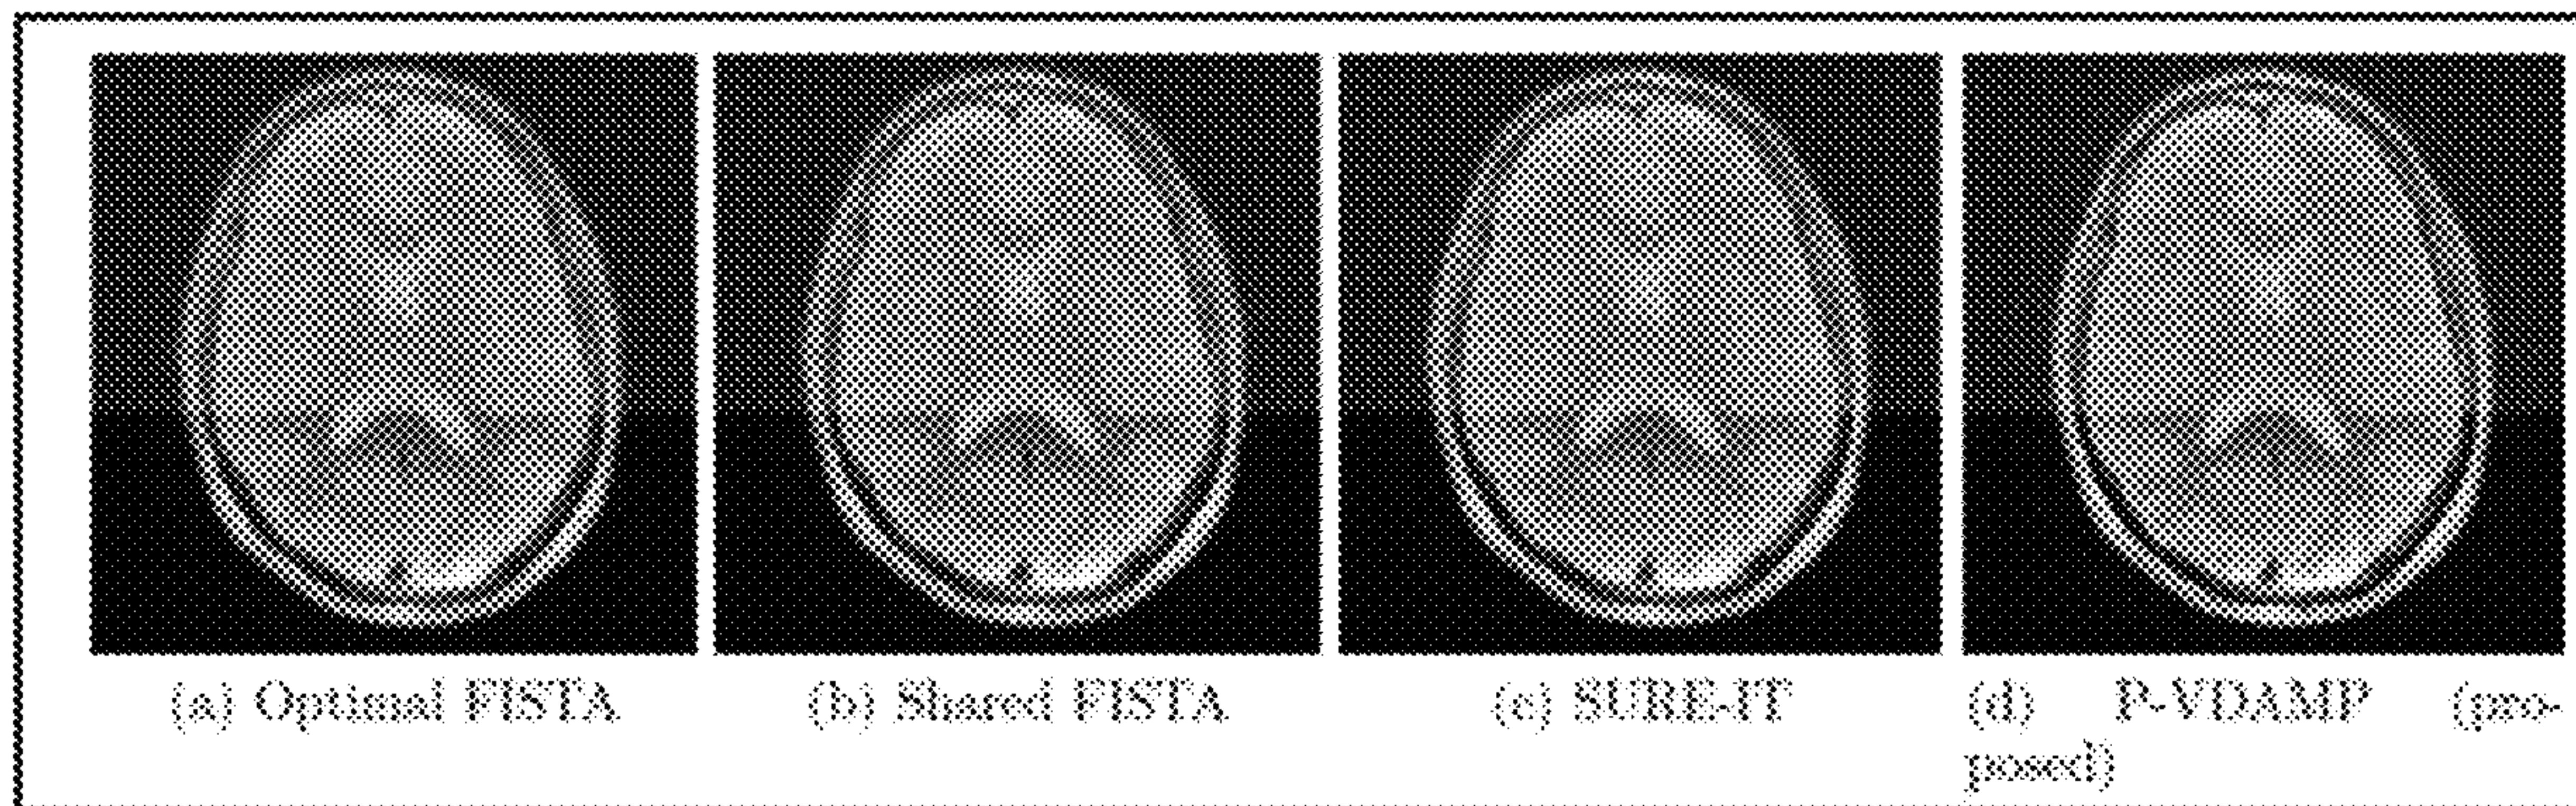 (a) Optimal FISTA
(b) Shared FISTA
(c) SURE-IT
(d) P-VDAMP (pro-
posed)